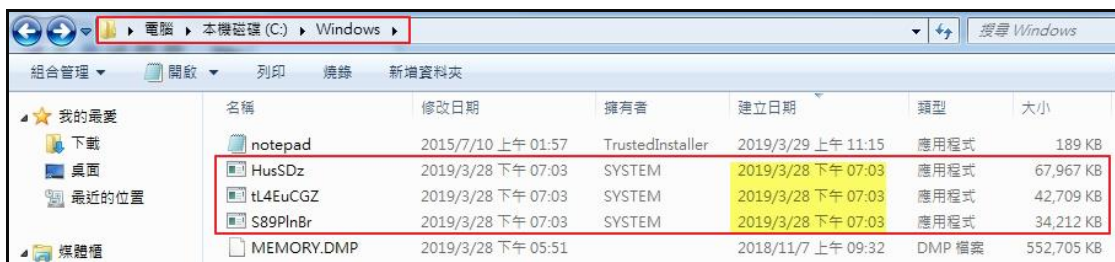 電腦 ▸ 本機磁碟 (C:) ▸ Windows ▸ 搜尋 Windows
組合管理 ▼ 開啟 ▼ 列印 燒錄 新增資料夾
我的最愛
下載
桌面
最近的位置
媒體櫃
名稱 修改日期 擁有者 建立日期 類型 大小
notepad 2015/7/10 上午 01:57 TrustedInstaller 2019/3/29 上午 11:15 應用程式 189 KB
HusSDz 2019/3/28 下午 07:03 SYSTEM 2019/3/28 下午 07:03 應用程式 67,967 KB
tL4EuCGZ 2019/3/28 下午 07:03 SYSTEM 2019/3/28 下午 07:03 應用程式 42,709 KB
S89PlnBr 2019/3/28 下午 07:03 SYSTEM 2019/3/28 下午 07:03 應用程式 34,212 KB
MEMORY.DMP 2019/3/28 下午 05:51 2018/11/7 上午 09:32 DMP 檔案 552,705 KB